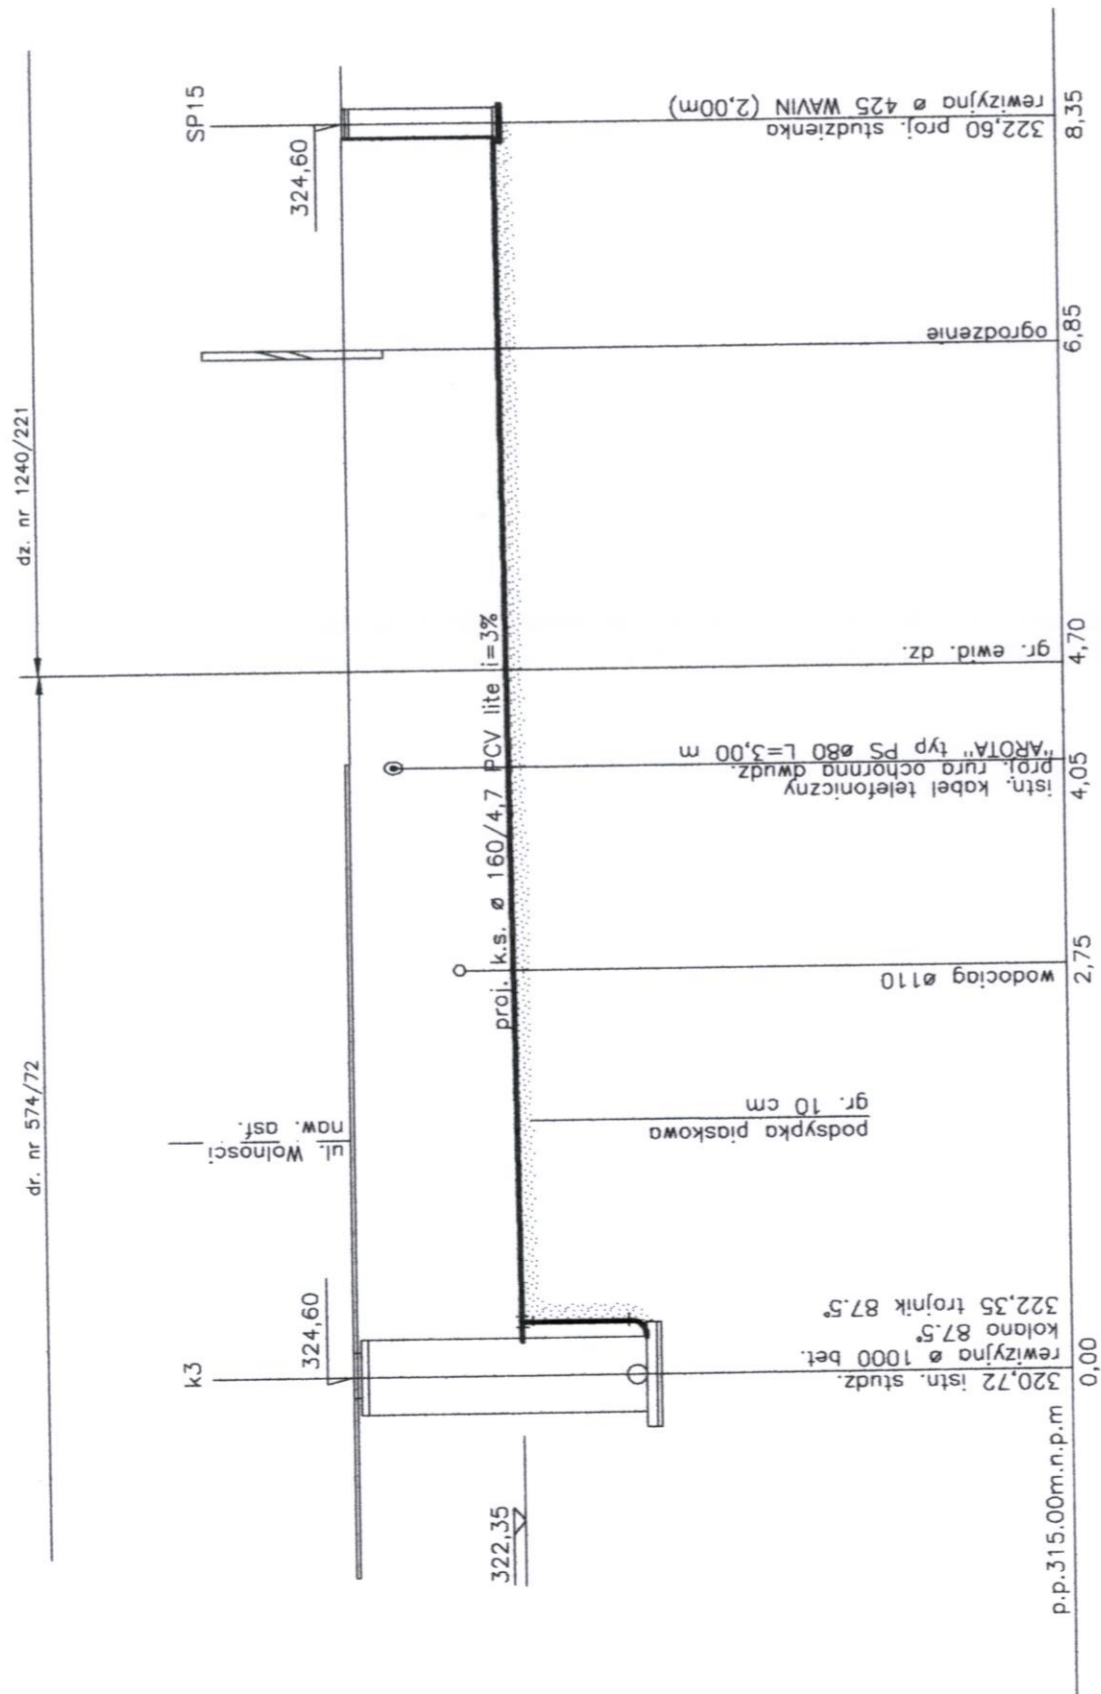 dr. nr 574/72
dz. nr 1240/221
k3
324,60
SP15
324,60
ul. Wolnosci
naw. asf.
322,35
proj. k.s. ø 160/4,7 PCV lite i=3%
podsypka piaskowa
gr. 10 cm
p.p.315.00m.n.p.m
320,72 istn. studz.
rewizyjna ø 1000 bet.
kolano 87.5°
322,35 trojnik 87.5°
wodociag ø110
istn. kabel telefoniczny
proj. rura ochronna dwudz.
"AROTA" typ PS ø80 L=3,00 m
gr. ewid. dz.
ogrodzenie
322,60 proj. studzienka
rewizyjna ø 425 WAVIN (2,00m)
0,00
2,75
4,05
4,70
6,85
8,35